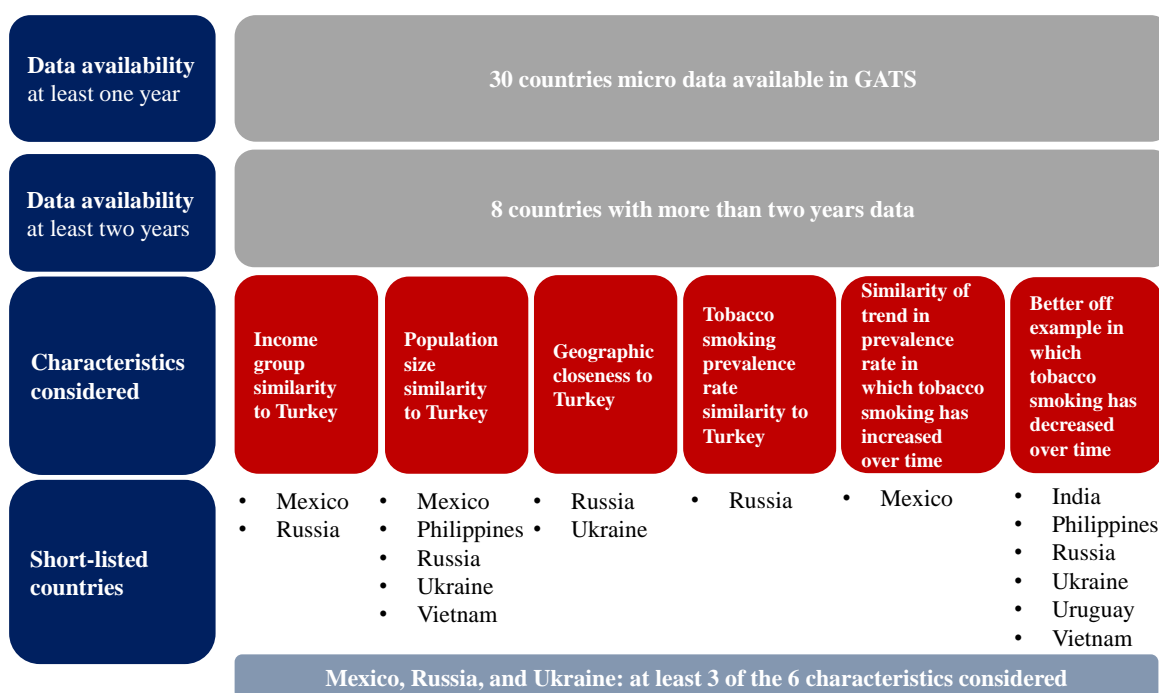 Data availability
at least one year
30 countries micro data available in GATS
Data availability
at least two years
8 countries with more than two years data
Characteristics
considered
Income
group
similarity
to Turkey
Population
size
similarity
to Turkey
Geographic
closeness to
Turkey
Tobacco
smoking
prevalence
rate
similarity to
Turkey
Similarity of
trend in
prevalence
rate in
which tobacco
smoking has
increased
over time
Better off
example in
which
tobacco
smoking has
decreased
over time
Short-listed
countries
• Mexico
• Russia
• Mexico
• Philippines
• Russia
• Ukraine
• Vietnam
• Russia
• Ukraine
• Russia
• Mexico
• India
• Philippines
• Russia
• Ukraine
• Uruguay
• Vietnam
Mexico, Russia, and Ukraine: at least 3 of the 6 characteristics considered